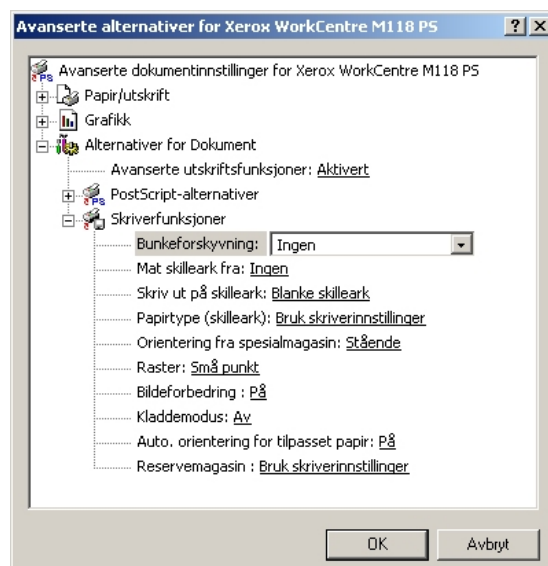 Avanserte alternativer for Xerox WorkCentre M118 PS
Avanserte dokumentinnstillinger for Xerox WorkCentre M118 PS
Papir/utskrift
Grafikk
Alternativer for Dokument
Avanserte utskriftsfunksjoner: Aktivert
PostScript-alternativer
Skriverfunksjoner
Bunkeforskyvning: Ingen
Mat skilleark fra: Ingen
Skriv ut på skilleark: Blanke skilleark
Papirtype (skilleark): Bruk skriverinnstillinger
Orientering fra spesialmagasin: Stående
Raster: Små punkt
Bildeforbedring : På
Kladdemodus: Av
Auto. orientering for tilpasset papir: På
Reservemagasin : Bruk skriverinnstillinger
OK Avbryt